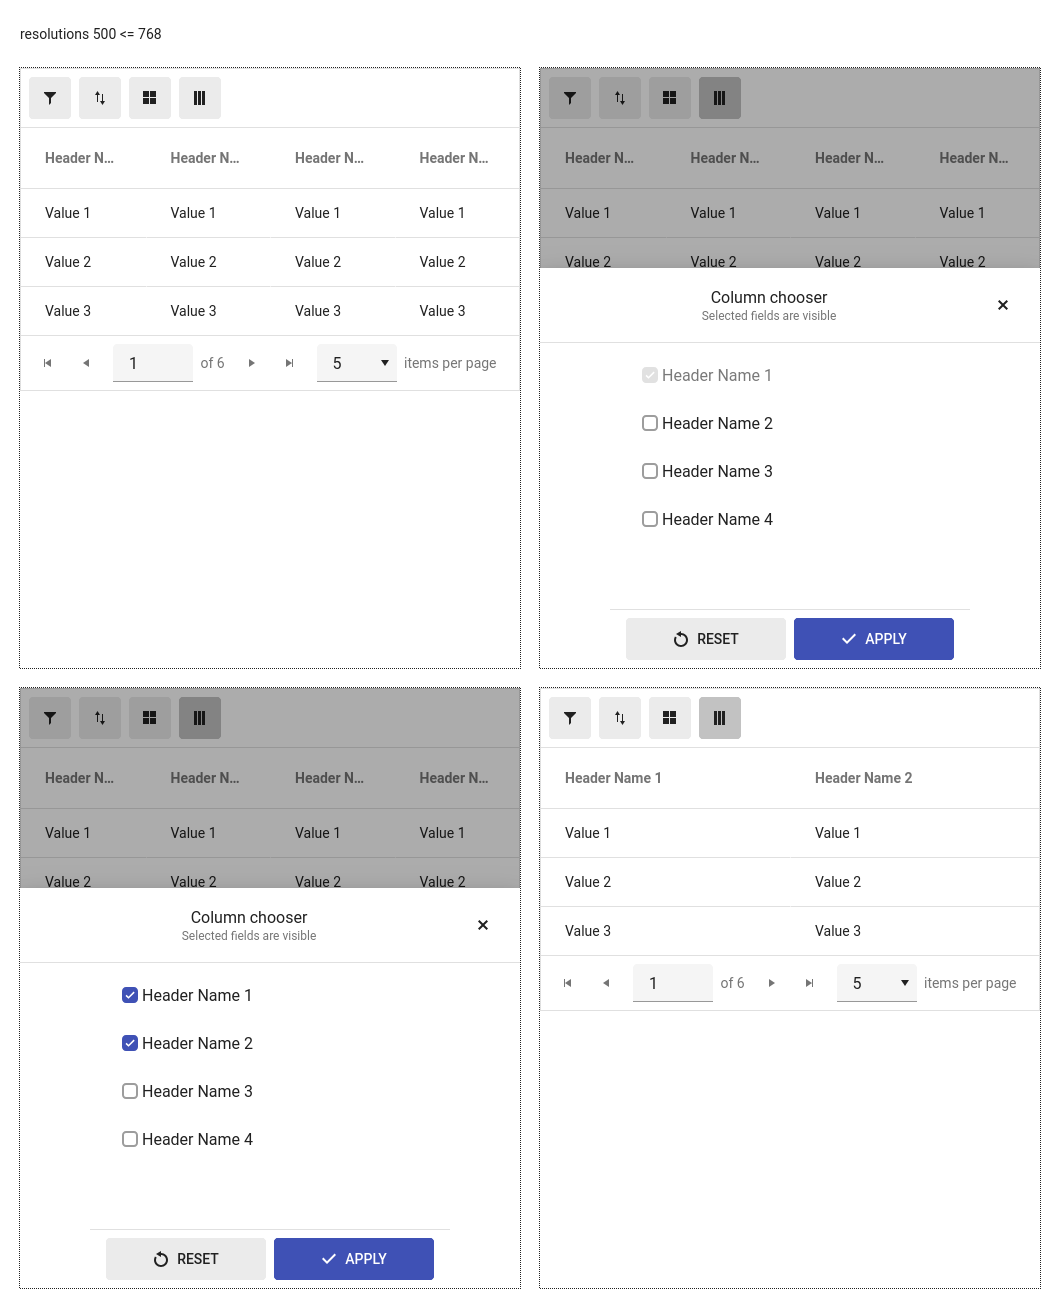 resolutions 500 <= 768
Header N... Header N... Header N... Header N...
Value 1 Value 1 Value 1 Value 1
Value 2 Value 2 Value 2 Value 2
Value 3 Value 3 Value 3 Value 3
1 of 6 5 items per page
Header N... Header N... Header N... Header N...
Value 1 Value 1 Value 1 Value 1
Value 2 Value 2 Value 2 Value 2
Column chooser
Selected fields are visible
Header Name 1
Header Name 2
Header Name 3
Header Name 4
RESET APPLY
Header N... Header N... Header N... Header N...
Value 1 Value 1 Value 1 Value 1
Value 2 Value 2 Value 2 Value 2
Column chooser
Selected fields are visible
Header Name 1
Header Name 2
Header Name 3
Header Name 4
RESET APPLY
Header Name 1 Header Name 2
Value 1 Value 1
Value 2 Value 2
Value 3 Value 3
1 of 6 5 items per page